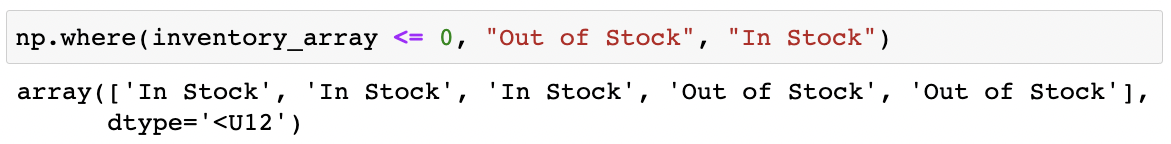 np.where(inventory_array <= 0, "Out of Stock", "In Stock")
array(['In Stock', 'In Stock', 'In Stock', 'Out of Stock', 'Out of Stock'],
      dtype='<U12')